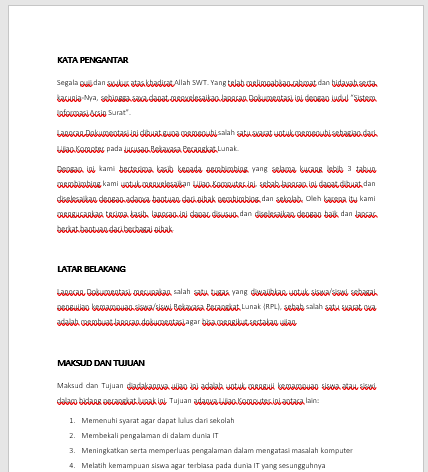 KATA PENGANTAR
Segala puji dan syukur atas khadirat Allah SWT. Yang telah melimpahkan rahmat dan hidayah serta
karunia-Nya, sehingga saya dapat menyelesaikan laporan Dokumentasi ini dengan judul "Sistem
Informasi Arsip Surat".
Laporan Dokumentasi ini dibuat guna memenuhi salah satu syarat untuk memenuhi sebagian dari
Ujian Kompter pada jurusan Rekayasa Perangkat Lunak.
Dengan ini kami berterima kasih kepada pembimbing yang selama kurang lebih 3 tahun
membimbing kami untuk menyelesaikan Ujian Komputer ini, sebab laporan ini dapat dibuat dan
diselesaikan dengan adanya bantuan dari pihak pembimbing dan sekolah. Oleh karena itu kami
mengucapkan terima kasih, laporan ini dapar disusun dan diselesaikan dengan baik dan lancar
berkat bantuan dari berbagai pihak.
LATAR BELAKANG
Laporan Dokumentasi merupakan salah satu tugas yang diwajibkan untuk siswa/siswi sebagai
pengujian kemampuan siswa/siswi Rekayasa Perangkat Lunak (RPL), sebab salah satu syarat nya
adalah membuat laporan dokumentasi agar bisa mengikut sertakan ujian.
MAKSUD DAN TUJUAN
Maksud dan Tujuan diadakannya ujian ini adalah untuk menguji kemampuan siswa atau siswi
dalam bidang perangkat lunak ini. Tujuan adanya Ujian Komputer ini antara lain:
1. Memenuhi syarat agar dapat lulus dari sekolah
2. Membekali pengalaman di dalam dunia IT
3. Meningkatkan serta memperluas pengalaman dalam mengatasi masalah komputer
4. Melatih kemampuan siswa agar terbiasa pada dunia IT yang sesungguhnya